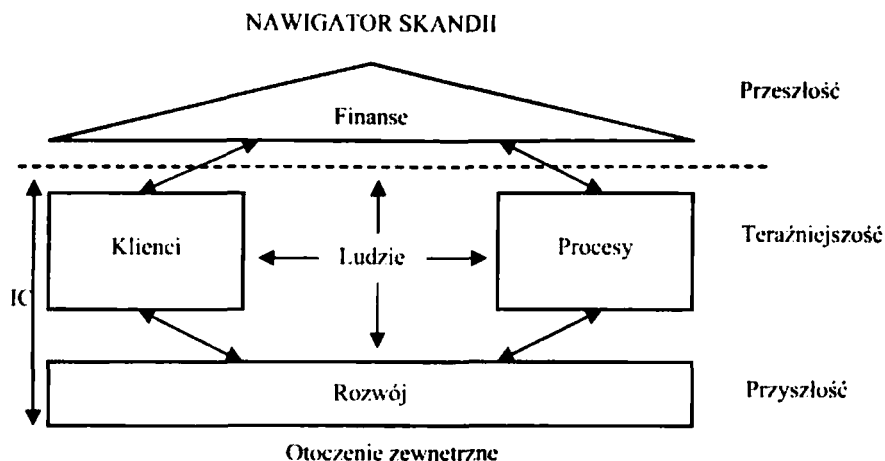 NAWIGATOR SKANDII
Przeszłość
Finanse
Klienci
Ludzie
Procesy
Teraźniejszość
IC
Rozwój
Przyszłość
Otoczenie zewnetrzne